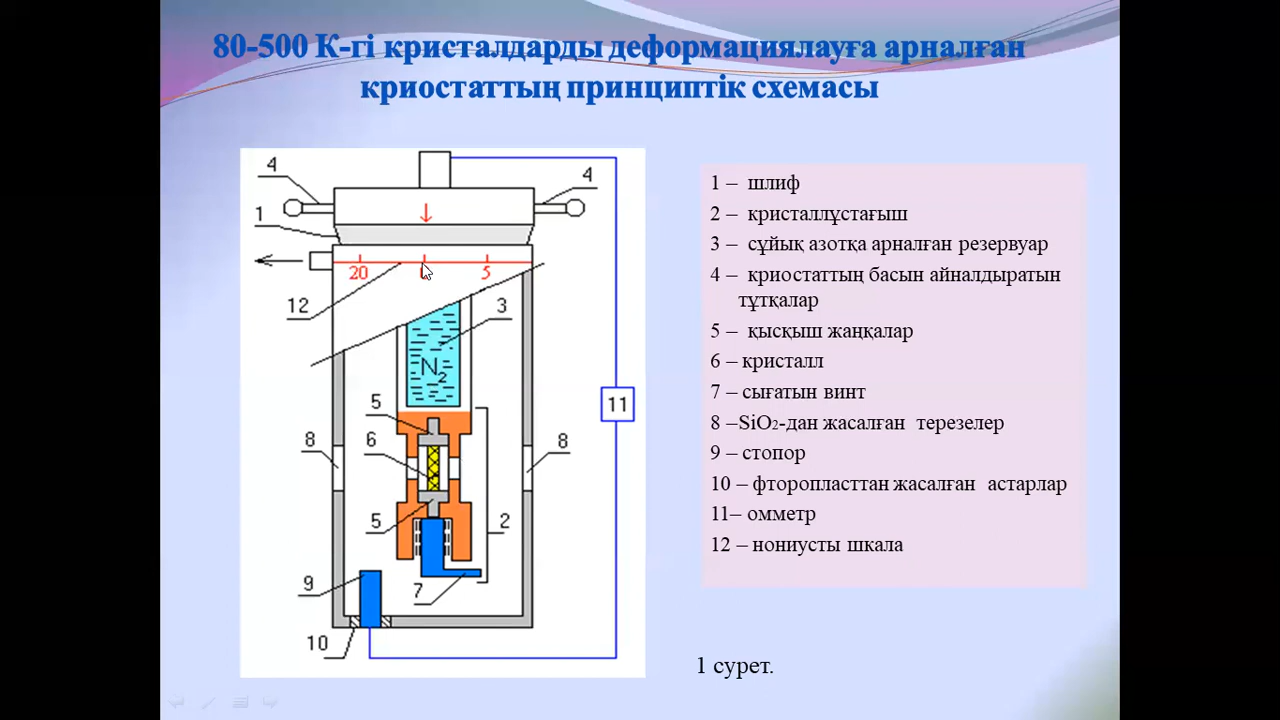 80-500 К-гі кристалдарды деформациялауға арналған
криостаттың принциптік схемасы
4
4
1
20
5
12
3
N2
5
11
8
6
8
5
2
9
7
10
1 – шлиф
2 – кристаллұстағыш
3 – сұйық азотқа арналған резервуар
4 – криостаттың басын айналдыратын
тұтқалар
5 – қысқыш жаңқалар
6 – кристалл
7 – сығатын винт
8 –SiO2-дан жасалған терезелер
9 – стопор
10 – фторопласттан жасалған астарлар
11– омметр
12 – нониусты шкала
1 сурет.